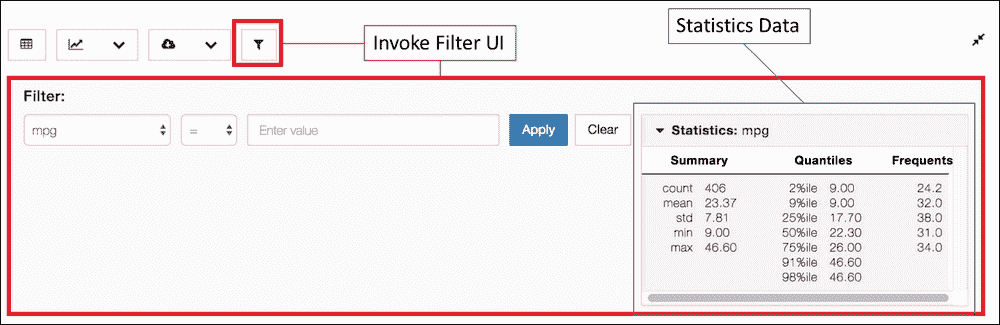 Statistics Data
Invoke Filter UI
Filter:
mpg = Enter value Apply Clear
Statistics: mpg
Summary Quantiles Frequents
count 406 2%ile 9.00 24.2
mean 23.37 9%ile 9.00 32.0
std 7.81 25%ile 17.70 38.0
min 9.00 50%ile 22.30 31.0
max 46.60 75%ile 26.00 34.0
91%ile 46.60
98%ile 46.60